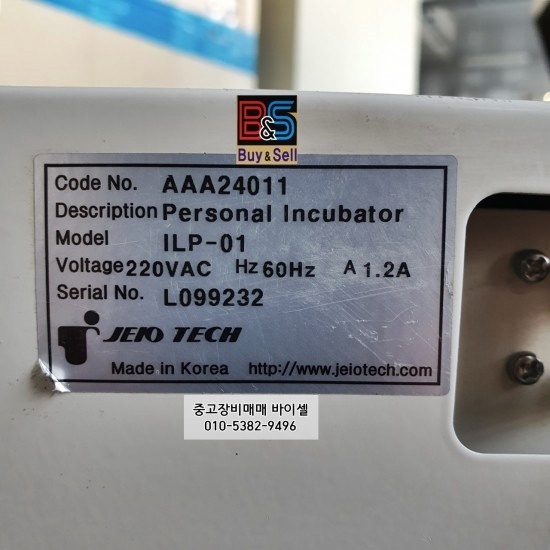 B&S
Buy & Sell
Code No. AAA24011
Description Personal Incubator
Model ILP-01
Voltage 220VAC Hz 60Hz A 1.2A
Serial No. L099232
JEIO TECH
Made in Korea http://www.jeiotech.com
중고장비매매 바이셀
010-5382-9496